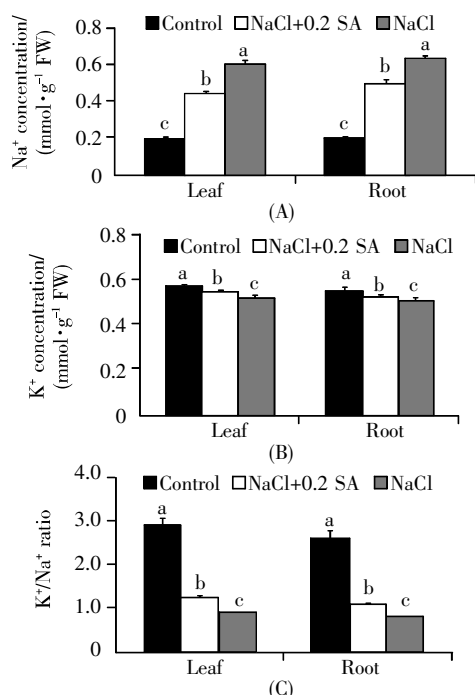 Control NaCl+0.2 SA NaCl
Na⁺ concentration/
(mmol·g⁻¹ FW)
0.8
0.6
0.4
0.2
0
c b a c b a
Leaf Root
(A)
Control NaCl+0.2 SA NaCl
K⁺ concentration/
(mmol·g⁻¹ FW)
0.8
0.6
0.4
0.2
0
a b c a b c
Leaf Root
(B)
Control NaCl+0.2 SA NaCl
K⁺/Na⁺ ratio
4.0
3.0
2.0
1.0
0
a b c a b c
Leaf Root
(C)